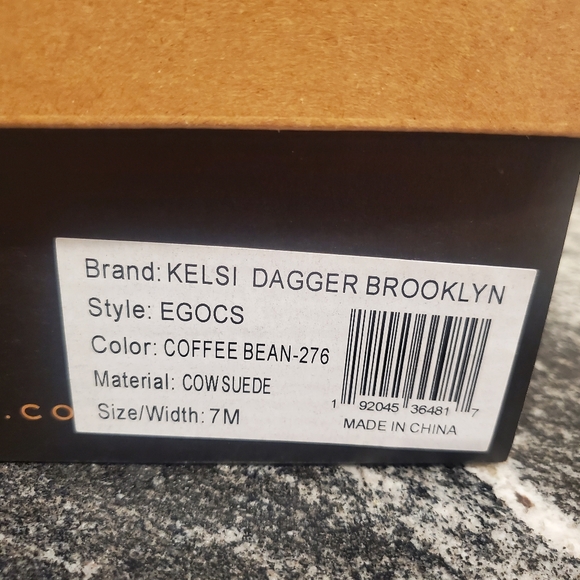 Brand: KELSI DAGGER BROOKLYN
Style: EGOCS
Color: COFFEE BEAN-276
Material: COW SUEDE
Size/Width: 7M
1 92045 36481 7
MADE IN CHINA
.CO